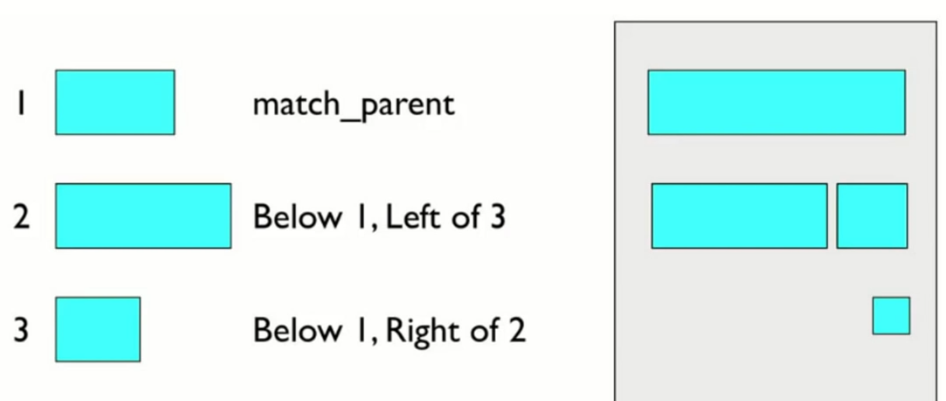 1 match_parent
2 Below 1, Left of 3
3 Below 1, Right of 2